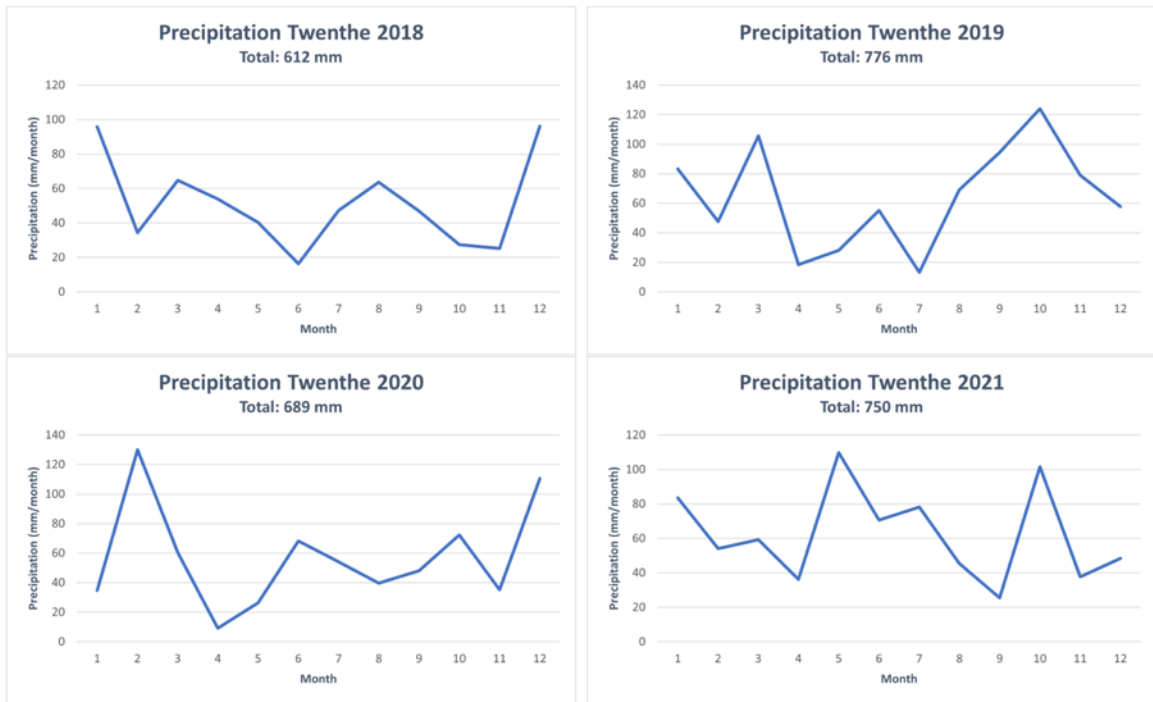 Precipitation Twenthe 2018
Total: 612 mm
Precipitation (mm/month)
120
100
80
60
40
20
0
1 2 3 4 5 6 7 8 9 10 11 12
Month
Precipitation Twenthe 2019
Total: 776 mm
Precipitation (mm/month)
140
120
100
80
60
40
20
0
1 2 3 4 5 6 7 8 9 10 11 12
Month
Precipitation Twenthe 2020
Total: 689 mm
Precipitation (mm/month)
140
120
100
80
60
40
20
0
1 2 3 4 5 6 7 8 9 10 11 12
Month
Precipitation Twenthe 2021
Total: 750 mm
Precipitation (mm/month)
120
100
80
60
40
20
0
1 2 3 4 5 6 7 8 9 10 11 12
Month